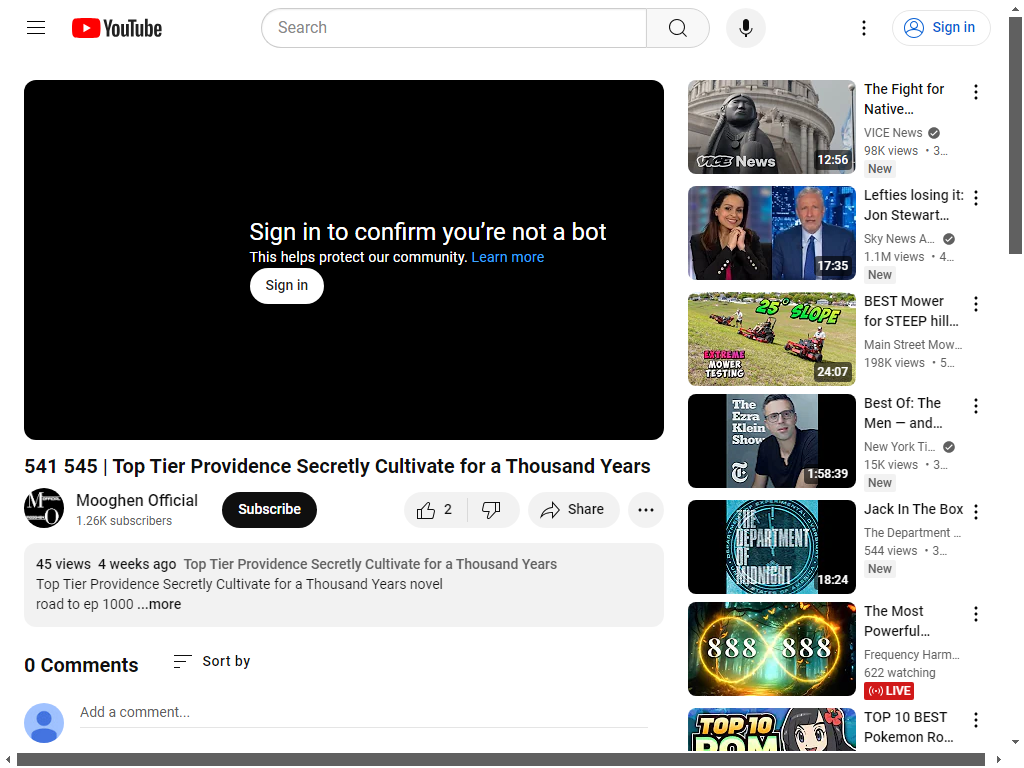 YouTube
Search
Sign in
Sign in to confirm you're not a bot
This helps protect our community. Learn more
Sign in
541 545 | Top Tier Providence Secretly Cultivate for a Thousand Years
Mooghen Official
1.26K subscribers
Subscribe
2
Share
45 views 4 weeks ago Top Tier Providence Secretly Cultivate for a Thousand Years
Top Tier Providence Secretly Cultivate for a Thousand Years novel
road to ep 1000 ...more
0 Comments
Sort by
Add a comment...
VICE News
12:56
The Fight for
Native…
VICE News
98K views • 3…
New
17:35
Lefties losing it:
Jon Stewart…
Sky News A…
1.1M views • 4…
New
25° SLOPE
EXTREME
MOWER
TESTING
24:07
BEST Mower
for STEEP hill…
Main Street Mow…
198K views • 5…
The
Ezra
Klein
Show
1:58:39
Best Of: The
Men — and…
New York Ti…
15K views • 3…
New
THE
DEPARTMENT
OF
MIDNIGHT
18:24
Jack In The Box
The Department …
544 views • 3…
New
888 888
The Most
Powerful…
Frequency Harm…
622 watching
LIVE
TOP 10
ROM
TOP 10 BEST
Pokemon Ro…